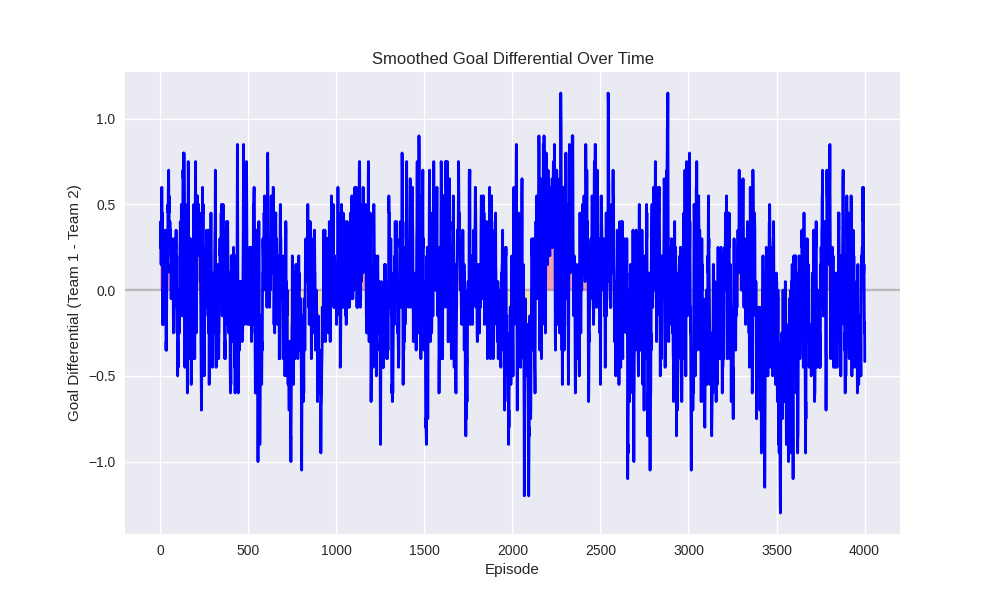 Smoothed Goal Differential Over Time
Goal Differential (Team 1 - Team 2)
1.0
0.5
0.0
−0.5
−1.0
0 500 1000 1500 2000 2500 3000 3500 4000
Episode